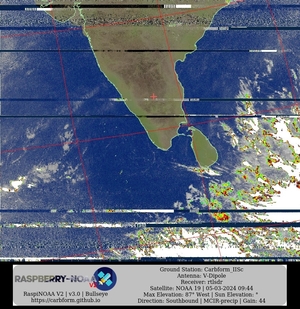 RASPBERRY-NOAA
RaspiNOAA V2 | v3.0 | Bullseye
https://carbform.github.io
Ground Station: Carbform_IISc
Antenna: V-Dipole
Receiver: rtlsdr
Satellite: NOAA 19 | 05-03-2024 09:44
Max Elevation: 87° West | Sun Elevation: °
Direction: Southbound | MCIR-precip | Gain: 44